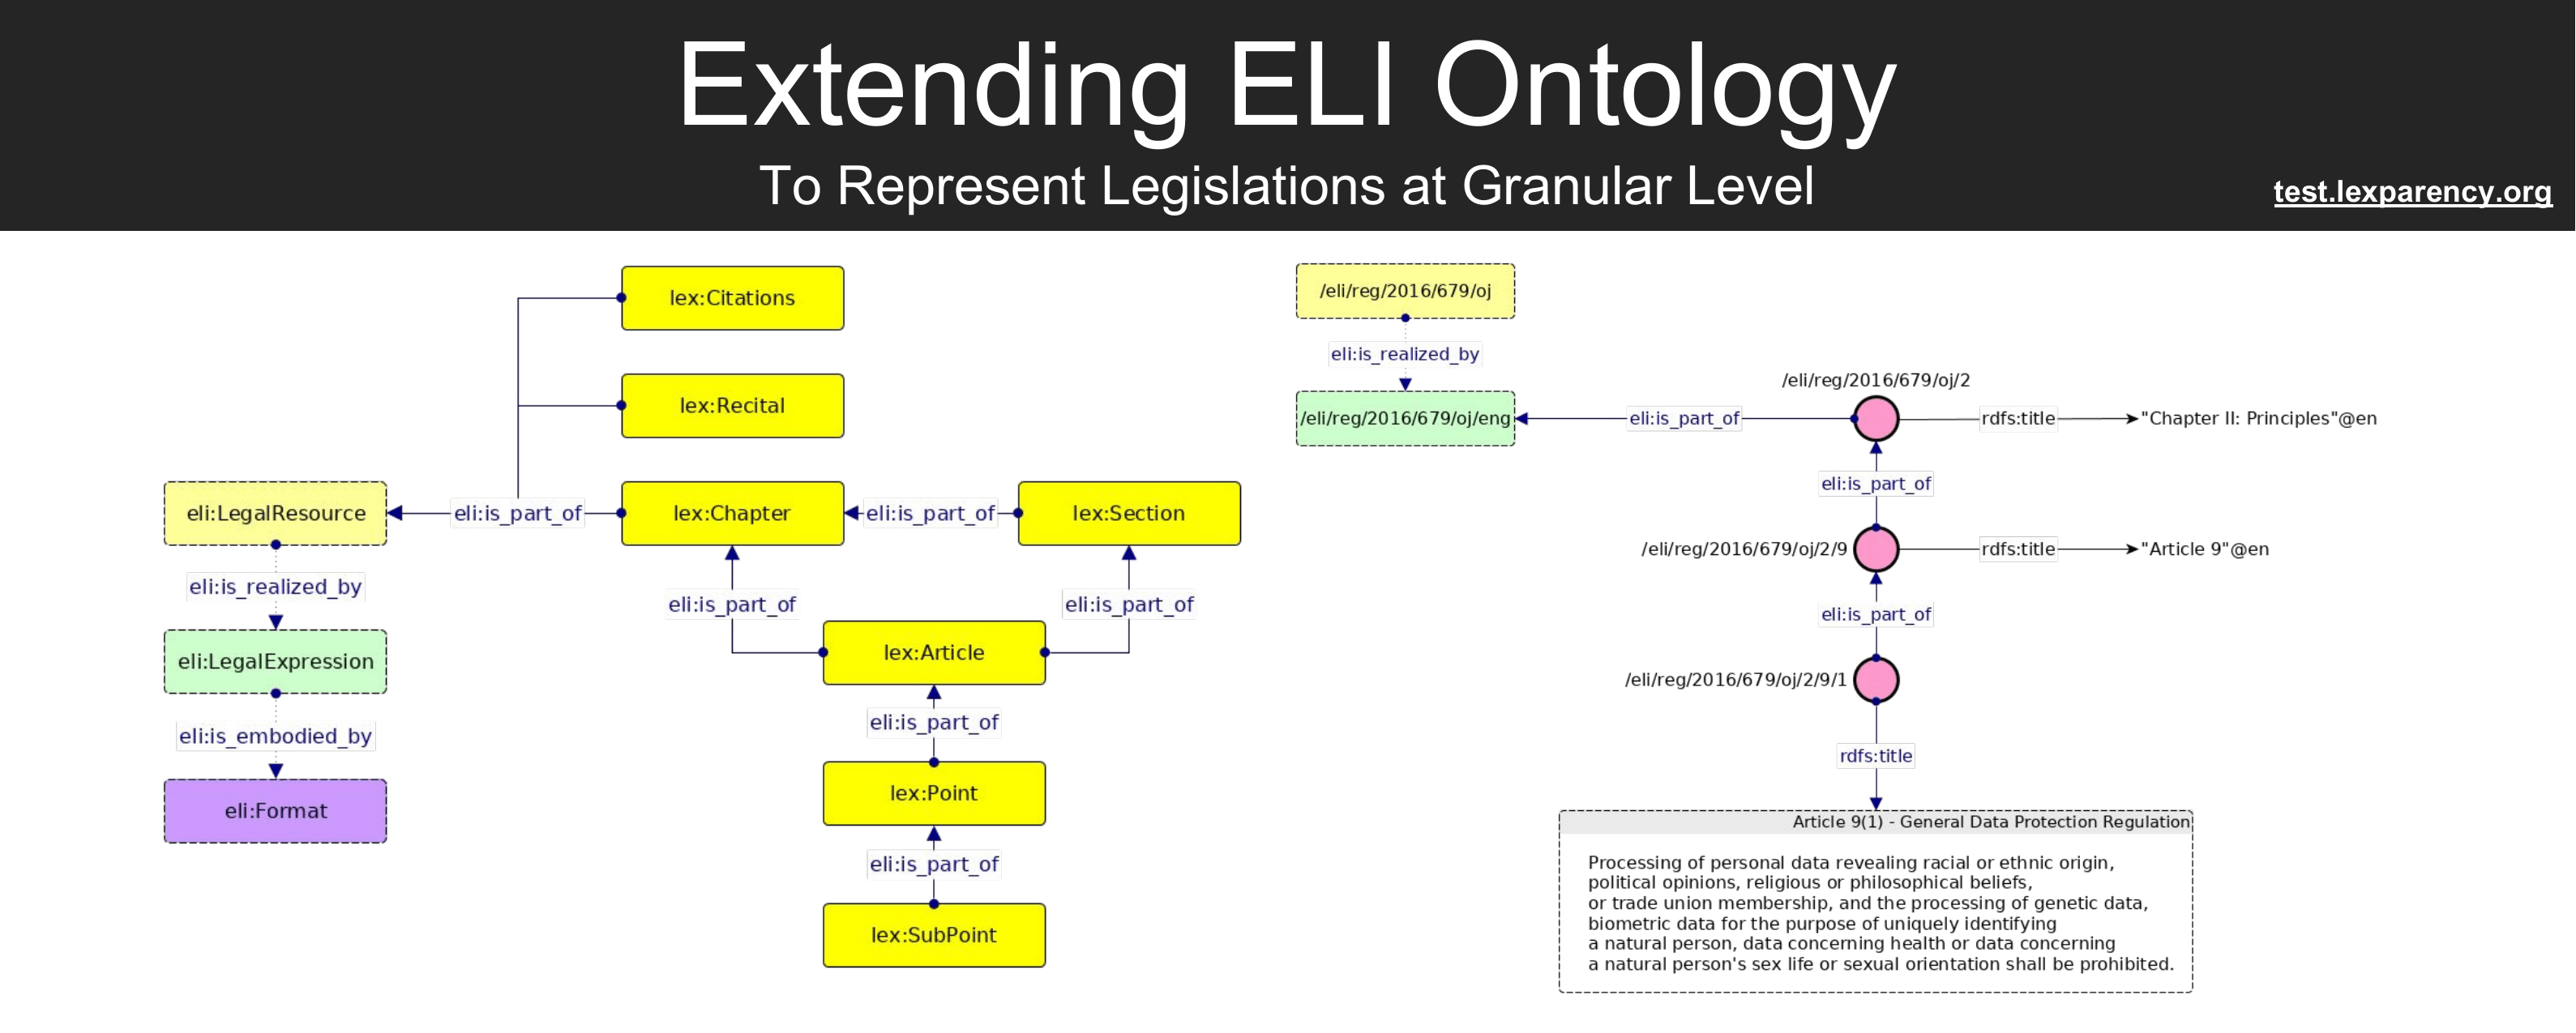 Extending ELI Ontology
To Represent Legislations at Granular Level
test.lexparency.org
lex:Citations
lex:Recital
eli:LegalResource
eli:is_part_of
lex:Chapter
eli:is_part_of
lex:Section
eli:is_realized_by
eli:is_part_of
eli:is_part_of
eli:LegalExpression
lex:Article
eli:is_part_of
eli:is_embodied_by
eli:Format
lex:Point
eli:is_part_of
lex:SubPoint
/eli/reg/2016/679/oj
eli:is_realized_by
/eli/reg/2016/679/oj/2
/eli/reg/2016/679/oj/eng
eli:is_part_of
rdfs:title
"Chapter II: Principles"@en
eli:is_part_of
/eli/reg/2016/679/oj/2/9
rdfs:title
"Article 9"@en
eli:is_part_of
/eli/reg/2016/679/oj/2/9/1
rdfs:title
Article 9(1) - General Data Protection Regulation
Processing of personal data revealing racial or ethnic origin,
political opinions, religious or philosophical beliefs,
or trade union membership, and the processing of genetic data,
biometric data for the purpose of uniquely identifying
a natural person, data concerning health or data concerning
a natural person's sex life or sexual orientation shall be prohibited.